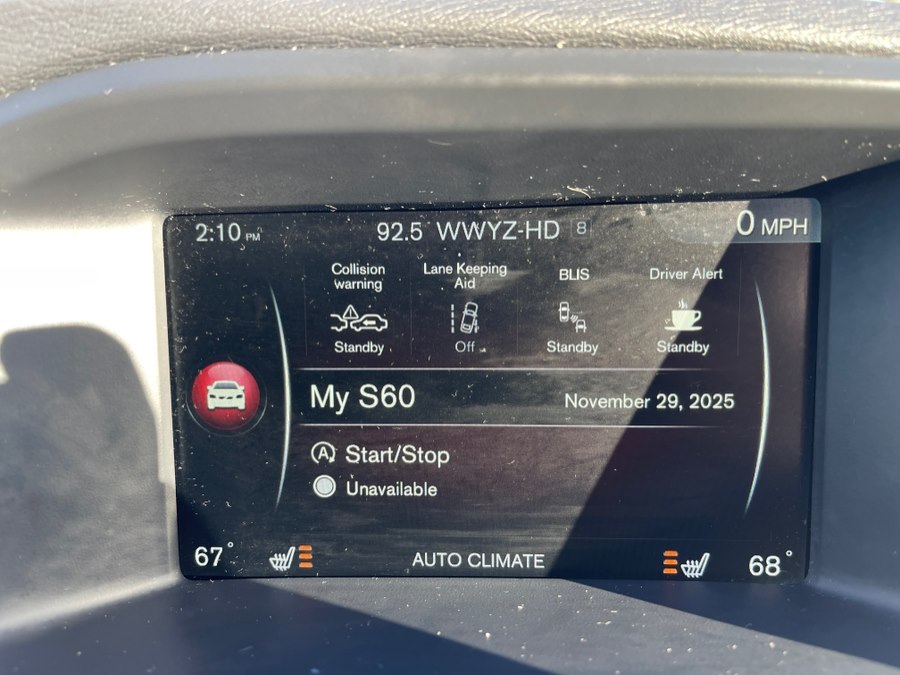 2:10 PM 92.5 WWYZ-HD 8 0 MPH
Collision warning
Lane Keeping Aid
BLIS
Driver Alert
Standby
Off
Standby
Standby
My S60 November 29, 2025
A Start/Stop
Unavailable
67° AUTO CLIMATE 68°